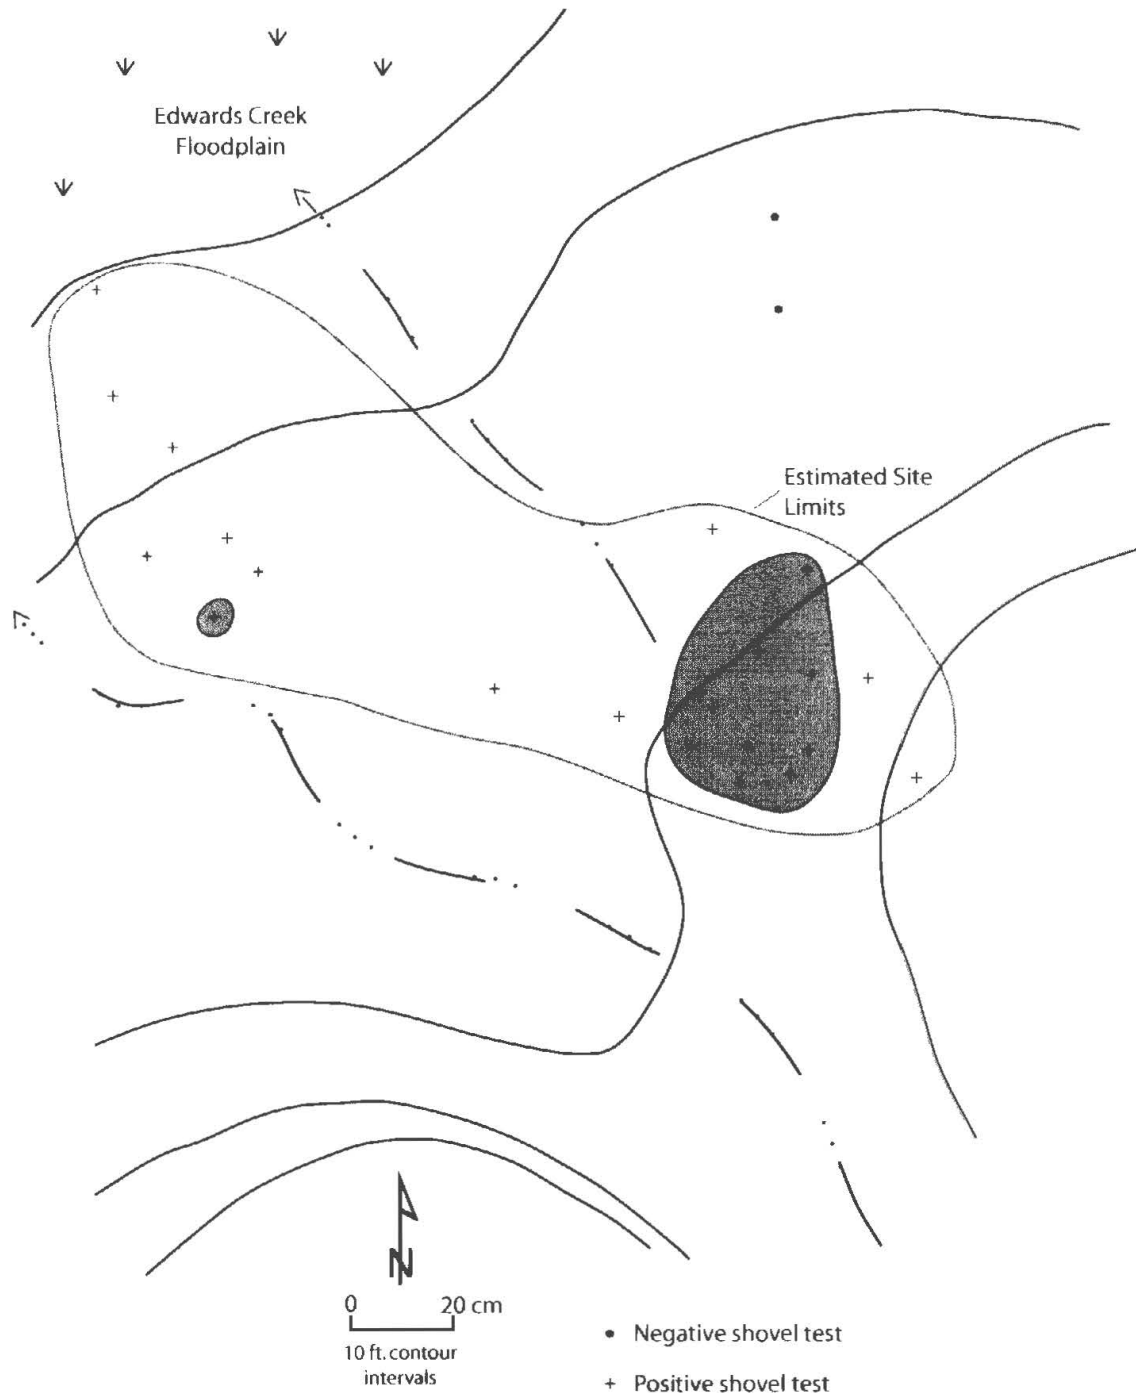 Edwards Creek
Floodplain
Estimated Site
Limits
N
0 20 cm
10 ft. contour
intervals
Negative shovel test
+ Positive shovel test